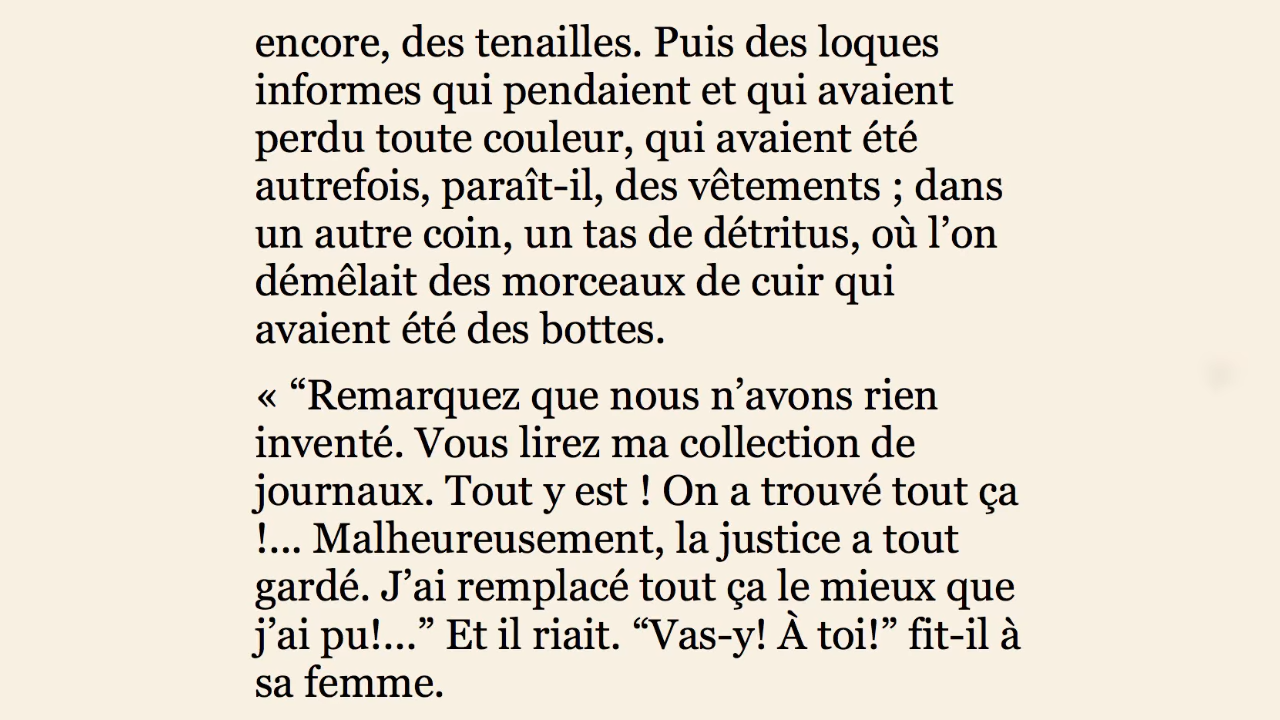 encore, des tenailles. Puis des loques
informes qui pendaient et qui avaient
perdu toute couleur, qui avaient été
autrefois, paraît-il, des vêtements ; dans
un autre coin, un tas de détritus, où l’on
démêlait des morceaux de cuir qui
avaient été des bottes.
« “Remarquez que nous n’avons rien
inventé. Vous lirez ma collection de
journaux. Tout y est ! On a trouvé tout ça
!... Malheureusement, la justice a tout
gardé. J’ai remplacé tout ça le mieux que
j’ai pu!...” Et il riait. “Vas-y! À toi!” fit-il à
sa femme.